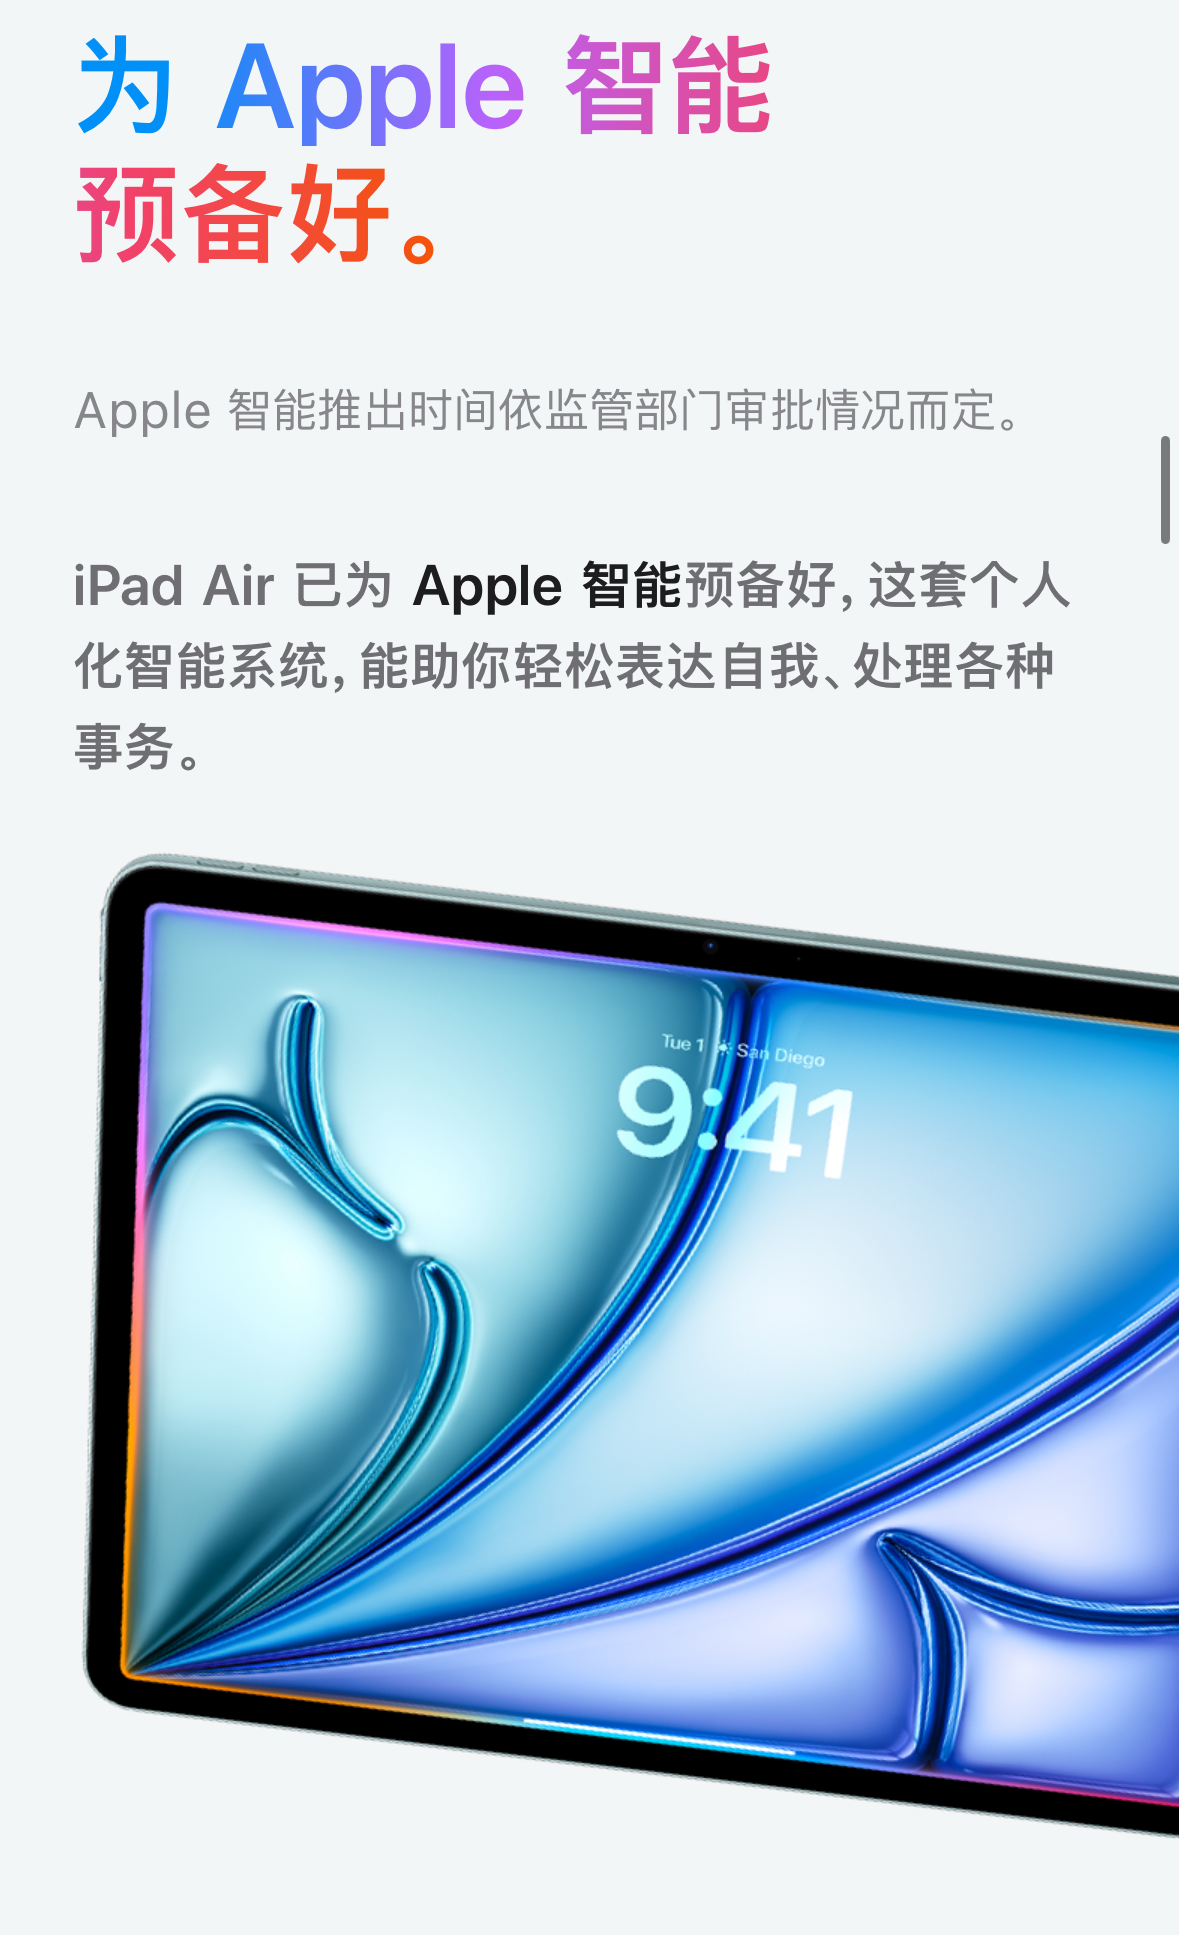 为 Apple 智能
预备好。
Apple 智能推出时间依监管部门审批情况而定。
iPad Air 已为 Apple 智能预备好，这套个人
化智能系统，能助你轻松表达自我、处理各种
事务。
Tue 1 San Diego
9:41